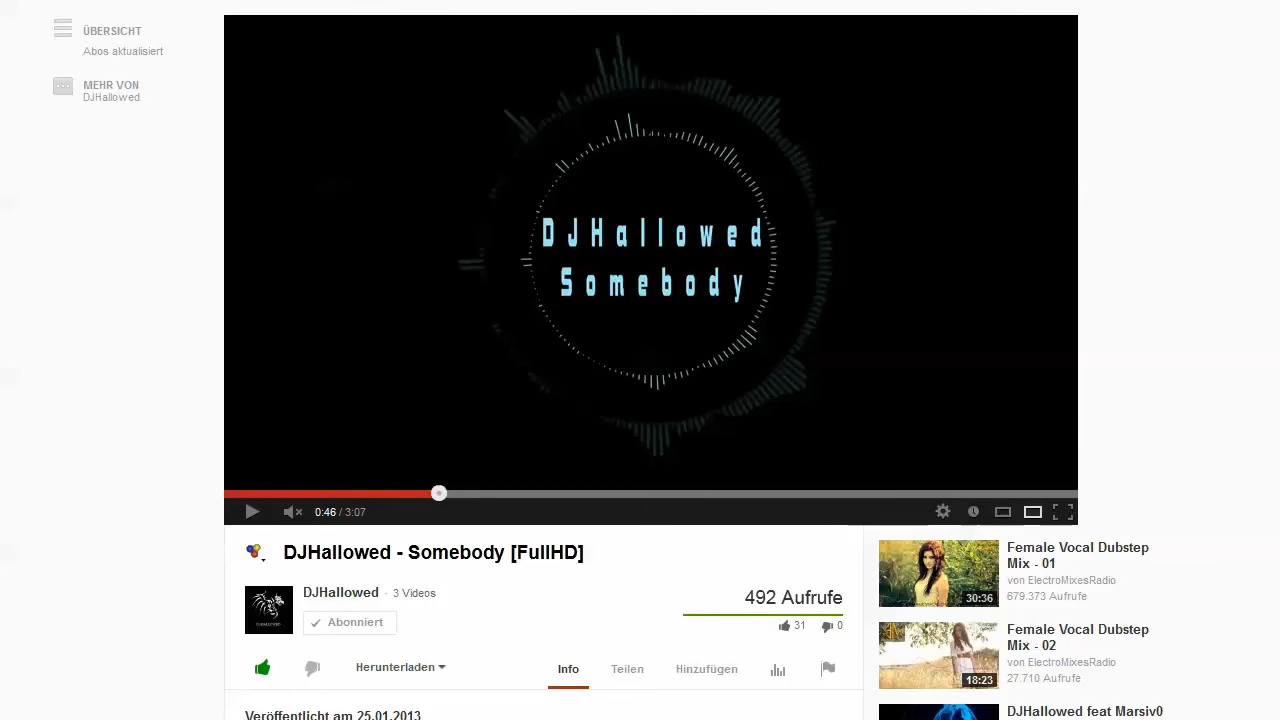 ÜBERSICHT
Abos aktualisiert
MEHR VON
DJHallowed
DJHallowed
Somebody
0:46 / 3:07
DJHallowed - Somebody [FullHD]
DJHallowed · 3 Videos
Abonniert
492 Aufrufe
31 0
Herunterladen
Info Teilen Hinzufügen
Veröffentlicht am 25.01.2013
30:36
Female Vocal Dubstep
Mix - 01
von ElectroMixesRadio
679.373 Aufrufe
18:23
Female Vocal Dubstep
Mix - 02
von ElectroMixesRadio
27.710 Aufrufe
DJHallowed feat Marsiv0